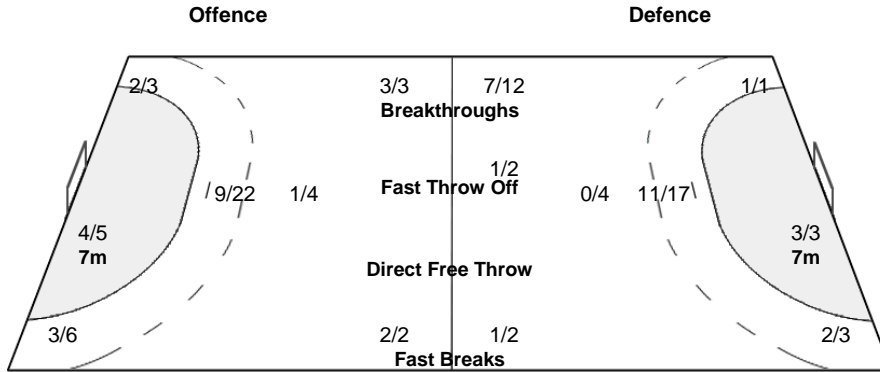 Offence Defence
2/3 3/3 7/12 1/1
Breakthroughs
1/2
Fast Throw Off
9/22 1/4 0/4 11/17
4/5 3/3
7m 7m
Direct Free Throw
3/6 2/2 1/2 2/3
Fast Breaks